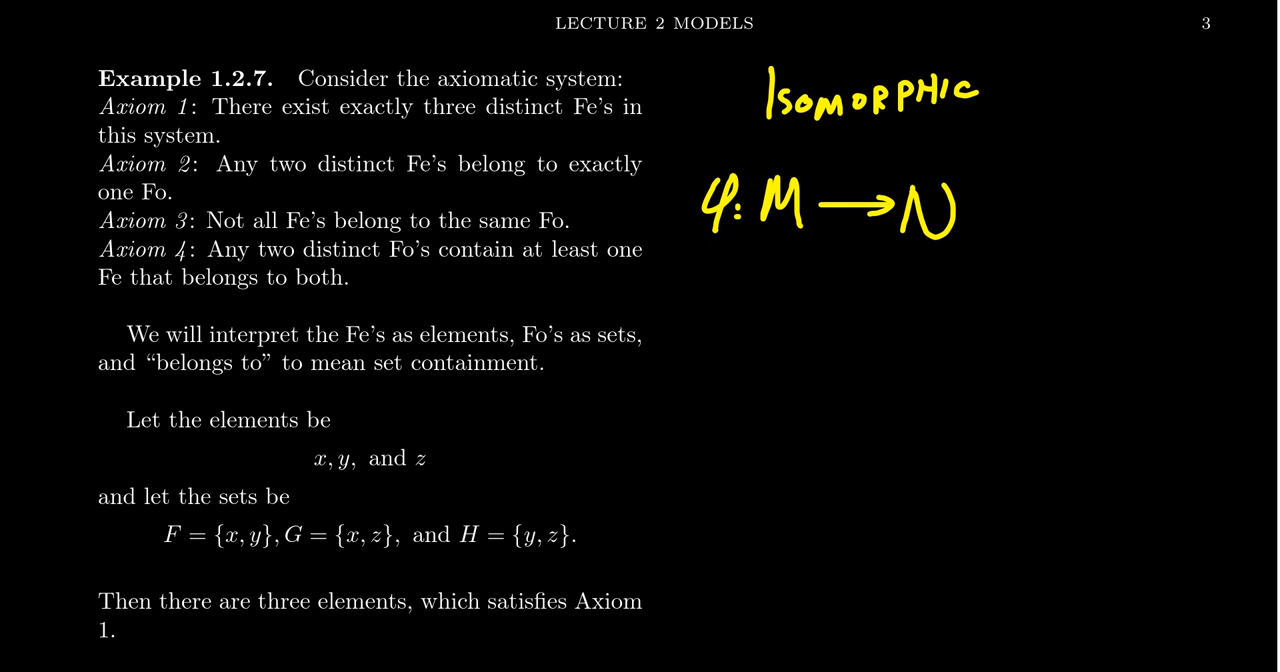 LECTURE 2 MODELS 3
Example 1.2.7. Consider the axiomatic system:
Axiom 1: There exist exactly three distinct Fe's in
this system.
Axiom 2: Any two distinct Fe's belong to exactly
one Fo.
Axiom 3: Not all Fe's belong to the same Fo.
Axiom 4: Any two distinct Fo's contain at least one
Fe that belongs to both.
We will interpret the Fe's as elements, Fo's as sets,
and “belongs to” to mean set containment.
Let the elements be
x, y, and z
and let the sets be
F = {x, y}, G = {x, z}, and H = {y, z}.
Then there are three elements, which satisfies Axiom
1.
ISOMORPHIC
φ: M → N